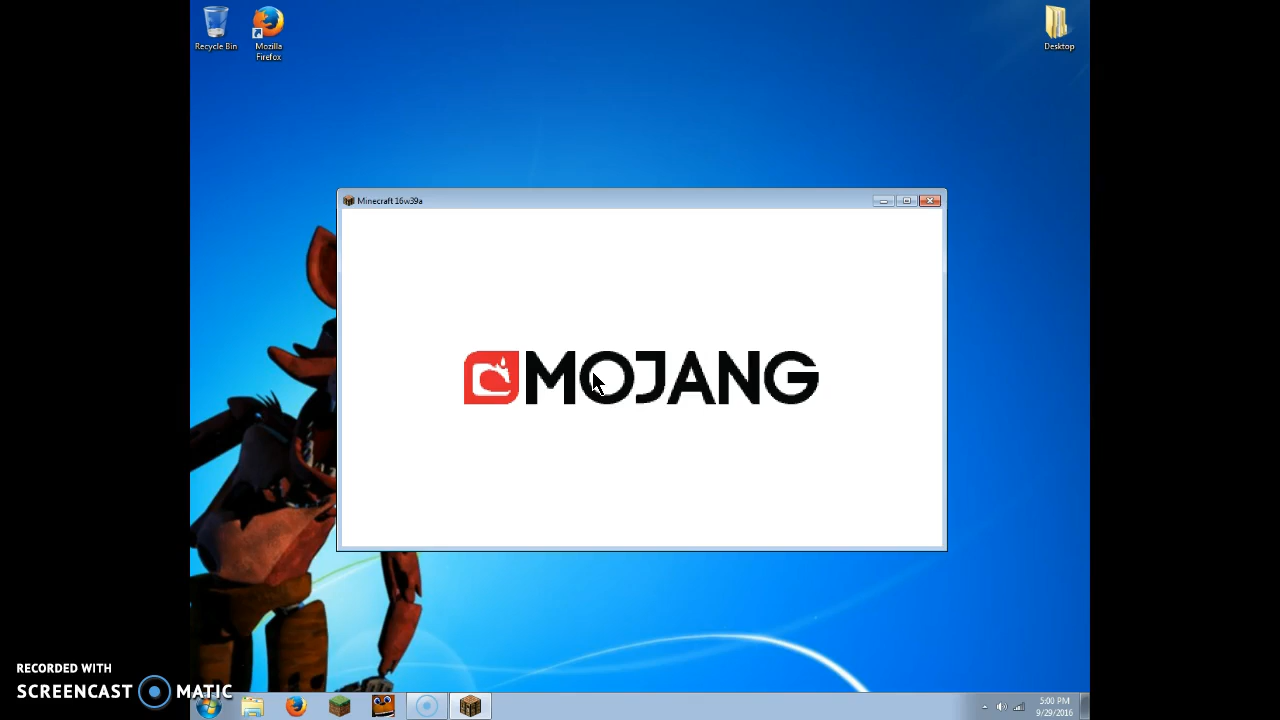 Recycle Bin
Mozilla
Firefox
Desktop
Minecraft 16w39a
MOJANG
RECORDED WITH
SCREENCAST MATIC
5:00 PM
9/29/2016